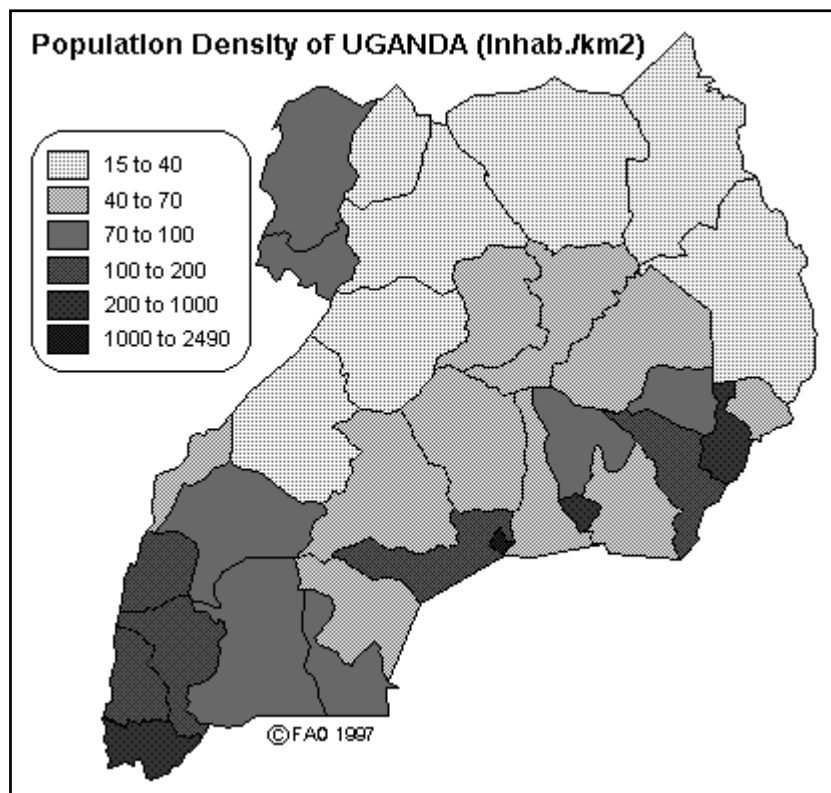 Population Density of UGANDA (Inhab./km2)
15 to 40
40 to 70
70 to 100
100 to 200
200 to 1000
1000 to 2490
©FAO 1997